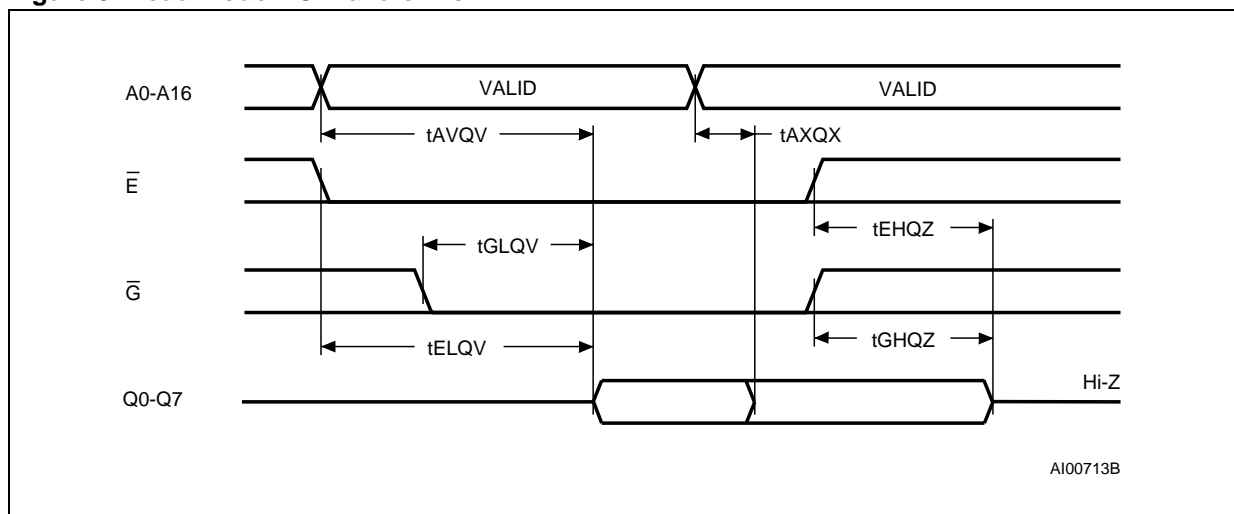 A0-A16
VALID
VALID
tAVQV
tAXQX
E̅
tEHQZ
tGLQV
G̅
tGHQZ
tELQV
Hi-Z
Q0-Q7
AI00713B